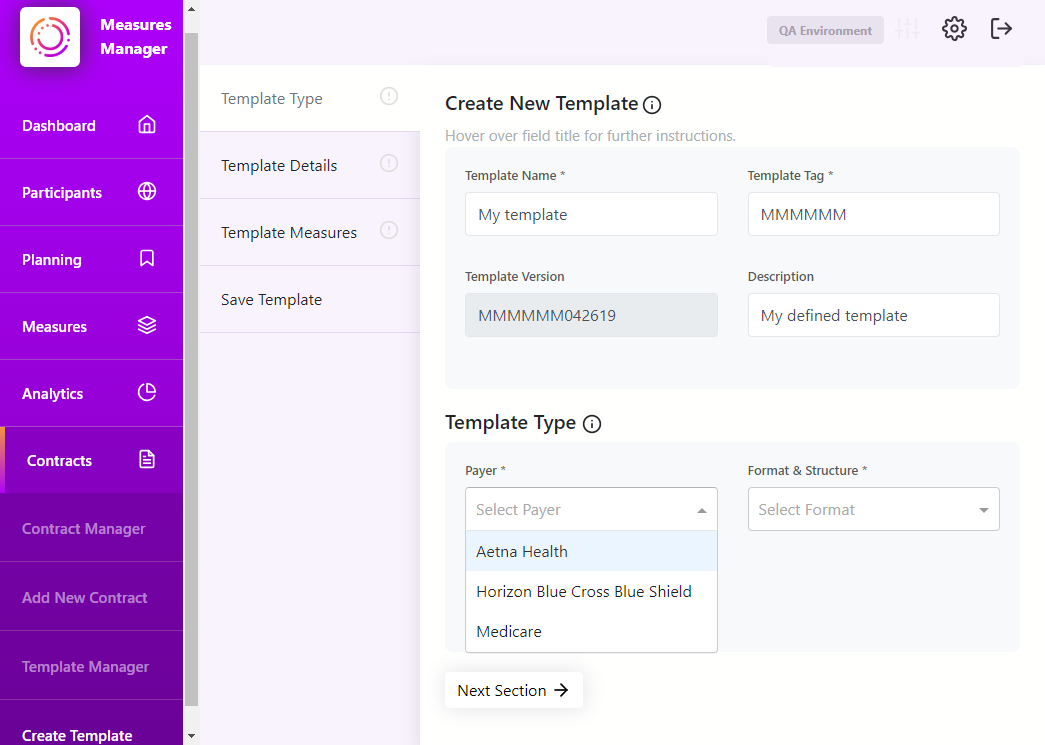 Measures
Manager
Dashboard
Participants
Planning
Measures
Analytics
Contracts
Contract Manager
Add New Contract
Template Manager
Create Template
QA Environment
Template Type
Template Details
Template Measures
Save Template
Create New Template
Hover over field title for further instructions.
Template Name * Template Tag *
My template MMMMMM
Template Version Description
MMMMMM042619 My defined template
Template Type
Payer * Format & Structure *
Select Payer Select Format
Aetna Health
Horizon Blue Cross Blue Shield
Medicare
Next Section